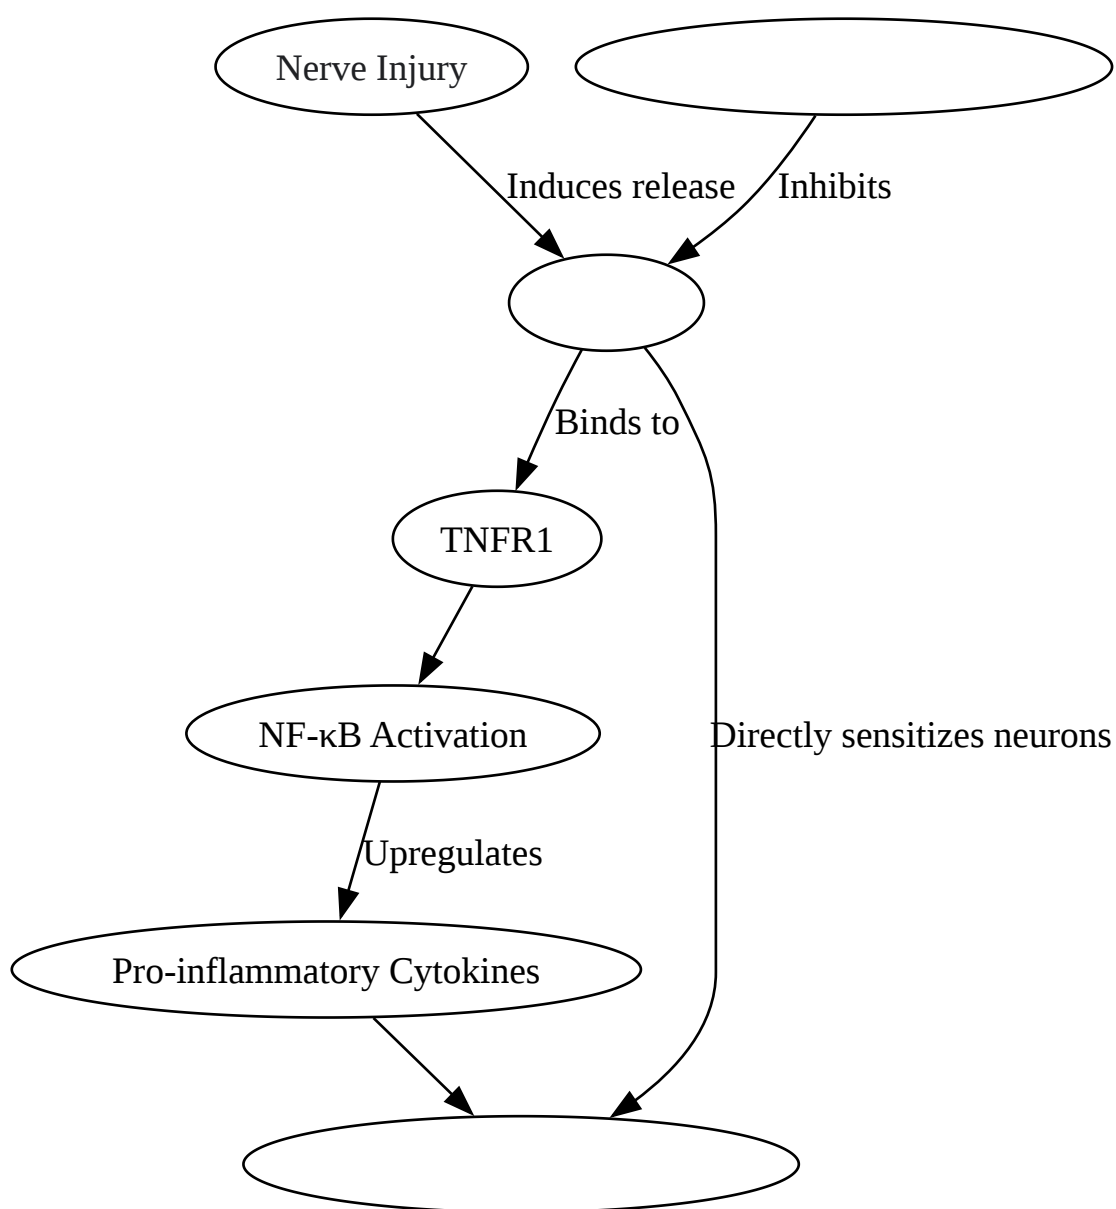 Nerve Injury
Induces release
Inhibits
Binds to
TNFR1
NF-κB Activation
Directly sensitizes neurons
Upregulates
Pro-inflammatory Cytokines